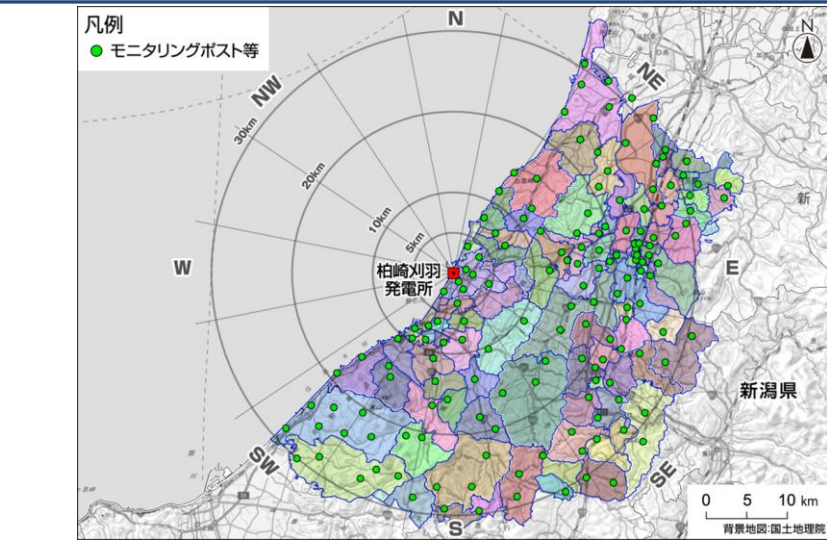 凡例
モニタリングポスト等
N
N
NE
NW
30km
20km
10km
5km
W
柏崎刈羽
発電所
E
新
新潟県
SW
SE
S
0 5 10 km
背景地図:国土地理院